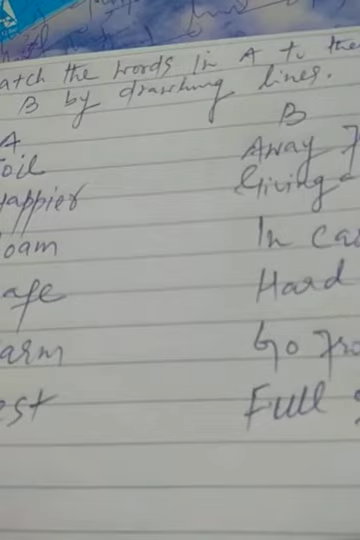 atch the words in A to the
B by drawhing lines.
A B
oil Away
appier Giving
oam In Ca
afe Hard
arm Go fro
est Full